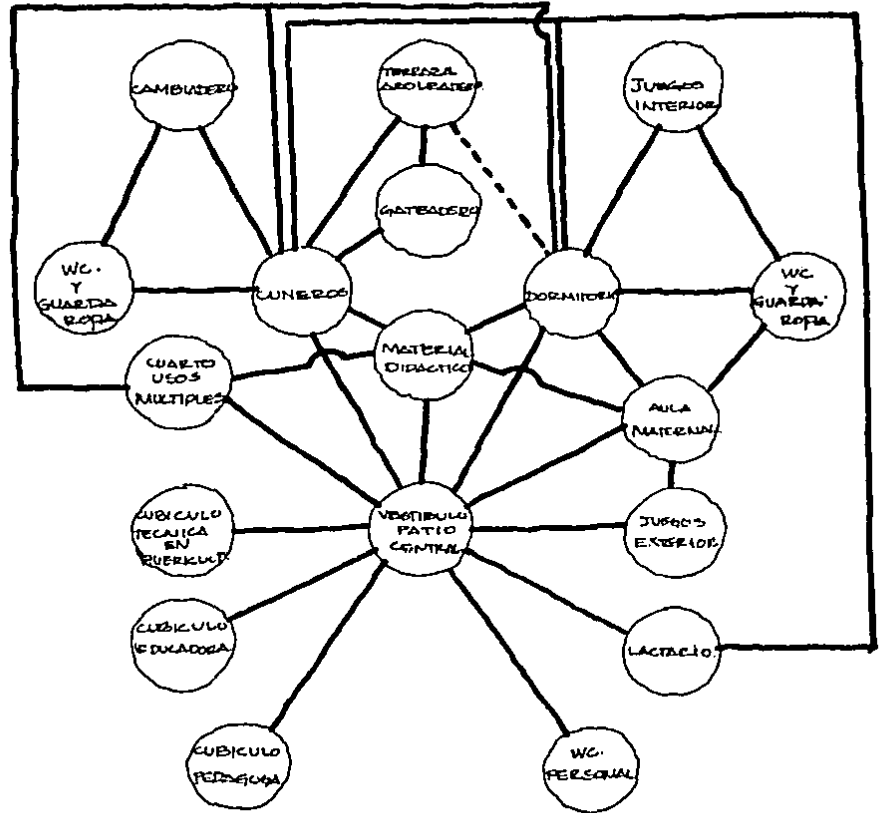 CAMBIADERO
TERRAZA
ASOLEADERO
JUEGOS
INTERIOR
GATEADERO
WC.
Y
GUARDA
ROPA
CUNEROS
DORMITORIO
WC
Y
GUARDA
ROPA
MATERIAL
DIDACTICO
CUARTO
USOS
MULTIPLES
AULA
MATERNAL
CUBICULO
TECNICA
EN
PUERICULT.
VESTIBULO
PATIO
CENTRAL
JUEGOS
EXTERIOR
CUBICULO
EDUCADORA
LACTARIO.
CUBICULO
PEDAGOGA
WC.
PERSONAL